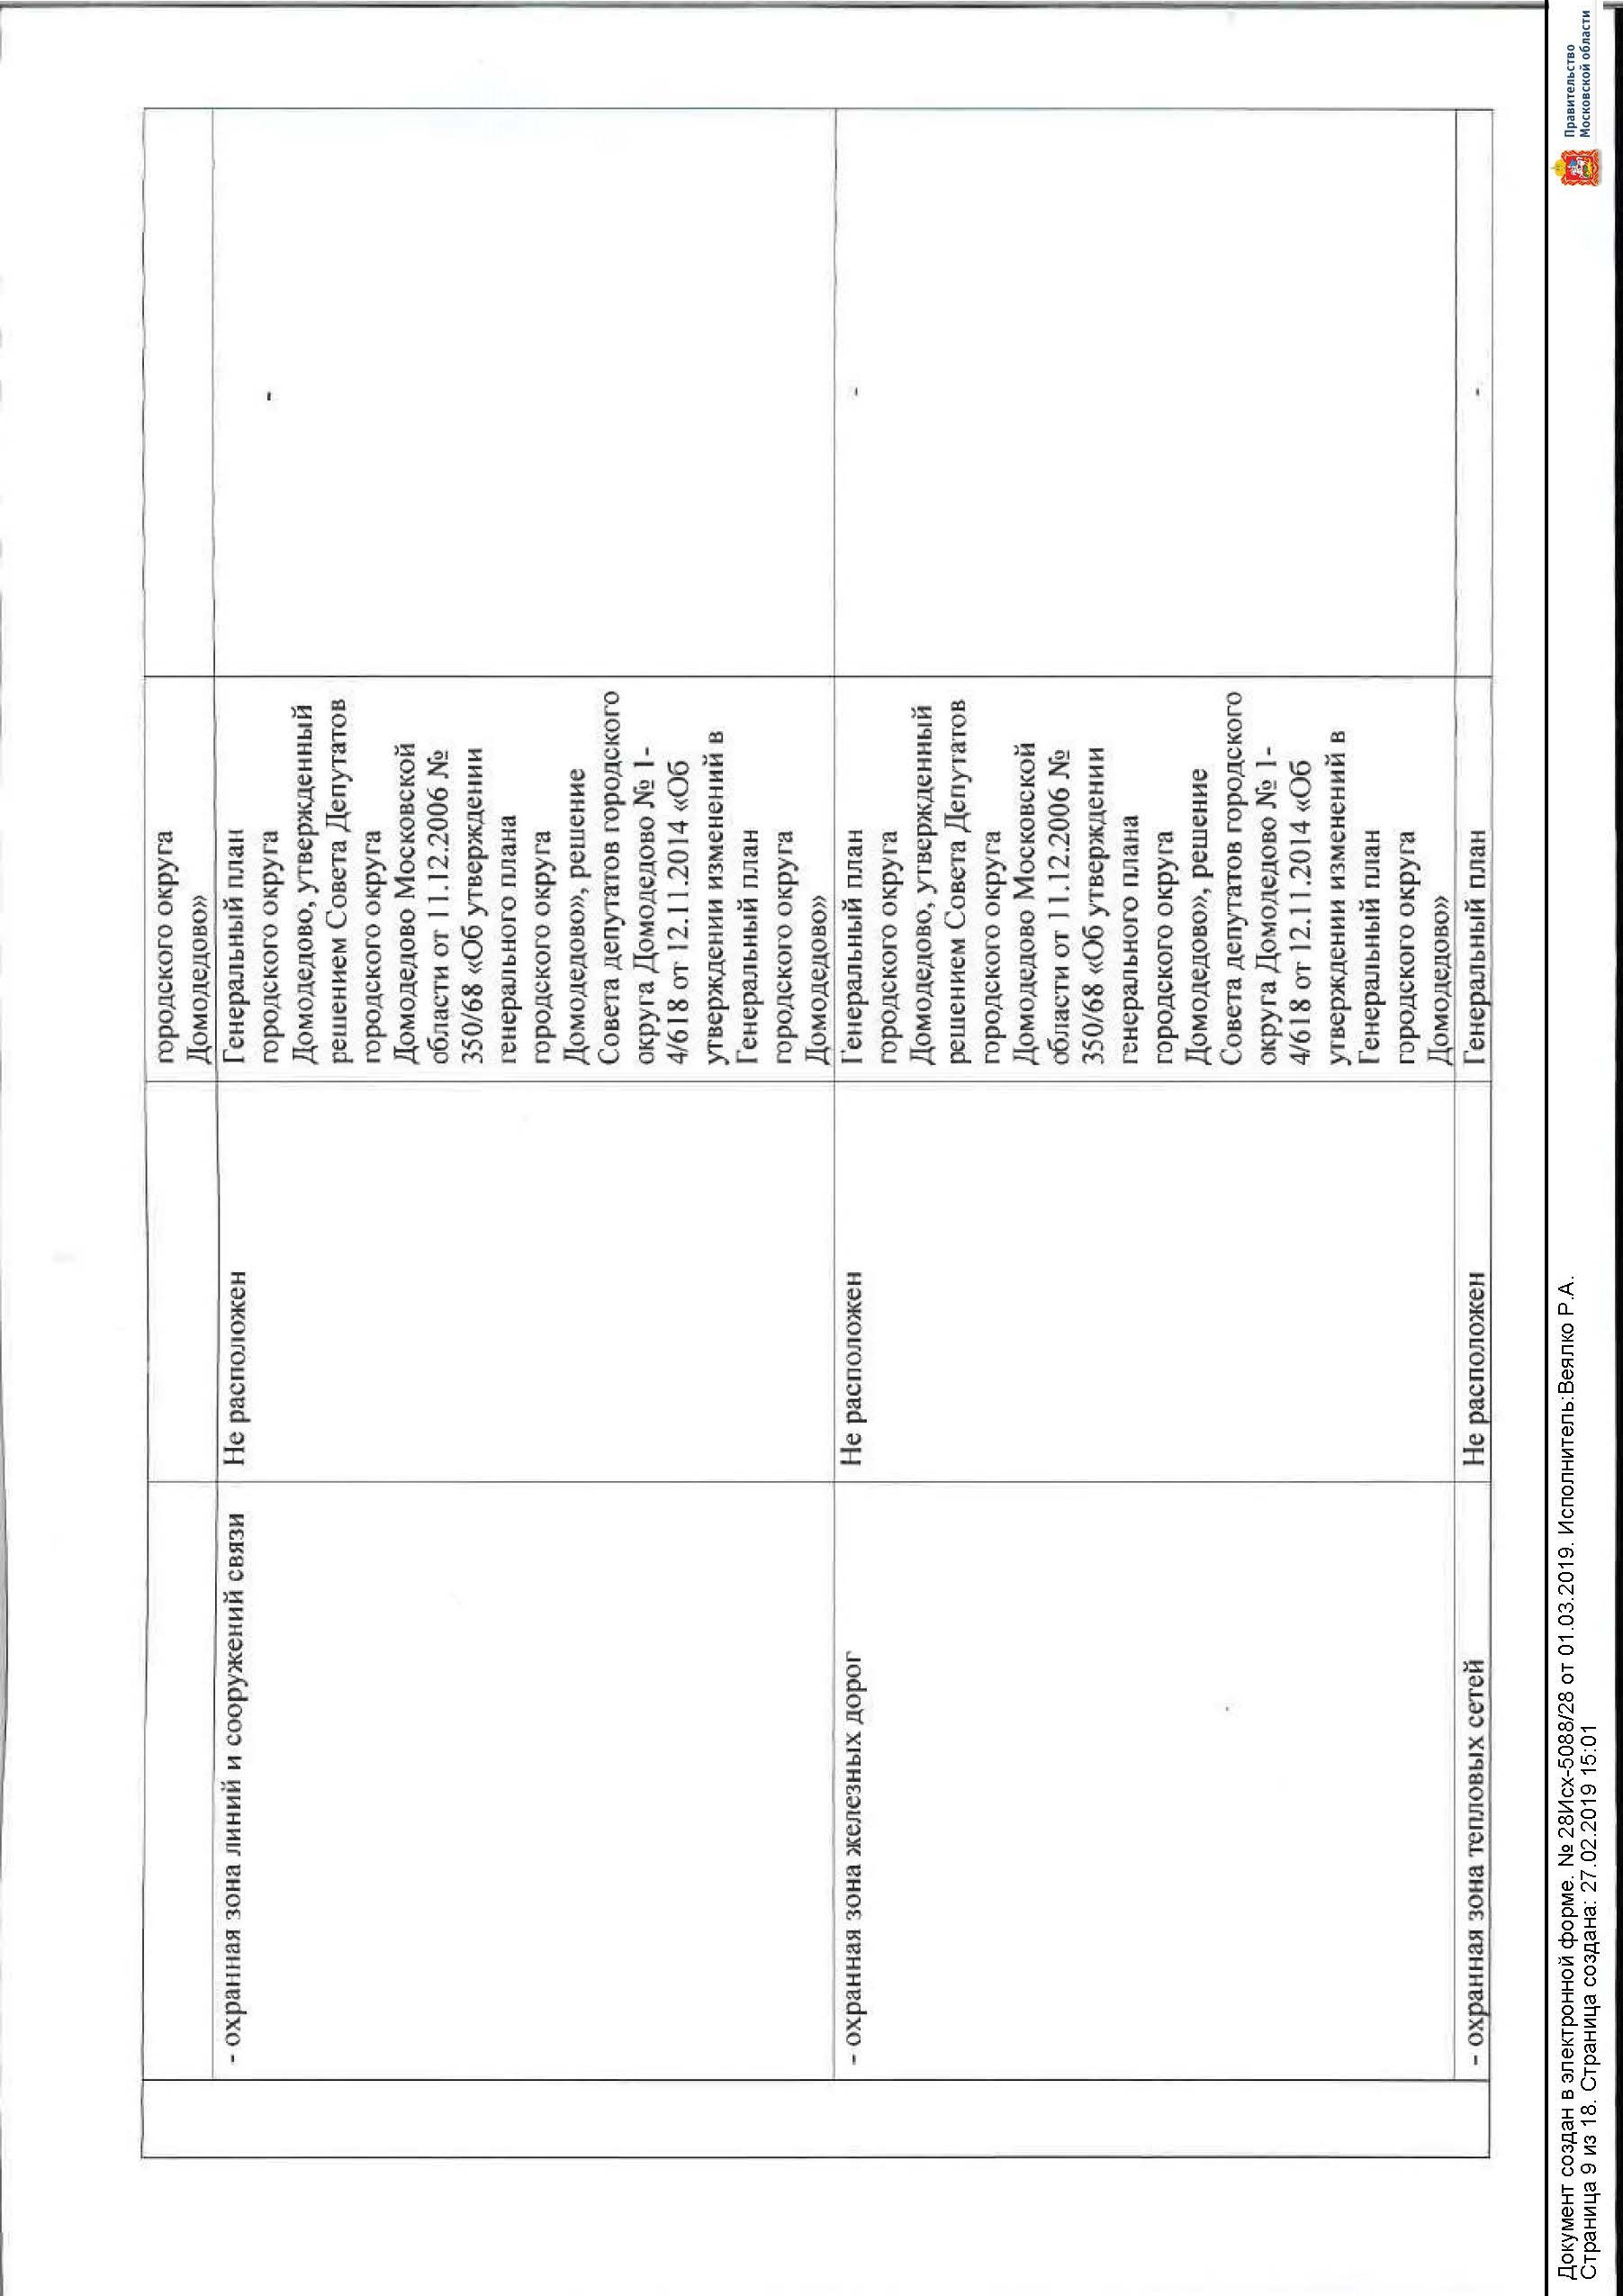 городского округа
Домодедово»
- охранная зона линий и сооружений связи
Не расположен
Генеральный план
городского округа
Домодедово, утвержденный
решением Совета Депутатов
городского округа
Домодедово Московской
области от 11.12.2006 №
350/68 «Об утверждении
генерального плана
городского округа
Домодедово», решение
Совета депутатов городского
округа Домодедово № 1-
4/618 от 12.11.2014 «Об
утверждении изменений в
Генеральный план
городского округа
Домодедово»
-
- охранная зона железных дорог
Не расположен
Генеральный план
городского округа
Домодедово, утвержденный
решением Совета Депутатов
городского округа
Домодедово Московской
области от 11.12.2006 №
350/68 «Об утверждении
генерального плана
городского округа
Домодедово», решение
Совета депутатов городского
округа Домодедово № 1-
4/618 от 12.11.2014 «Об
утверждении изменений в
Генеральный план
городского округа
Домодедово»
-
- охранная зона тепловых сетей
Не расположен
Генеральный план
-
Документ создан в электронной форме. № 28Исх-5088/28 от 01.03.2019. Исполнитель:Веялко Р.А.
Страница 9 из 18. Страница создана: 27.02.2019 15:01
Правительство
Московской области